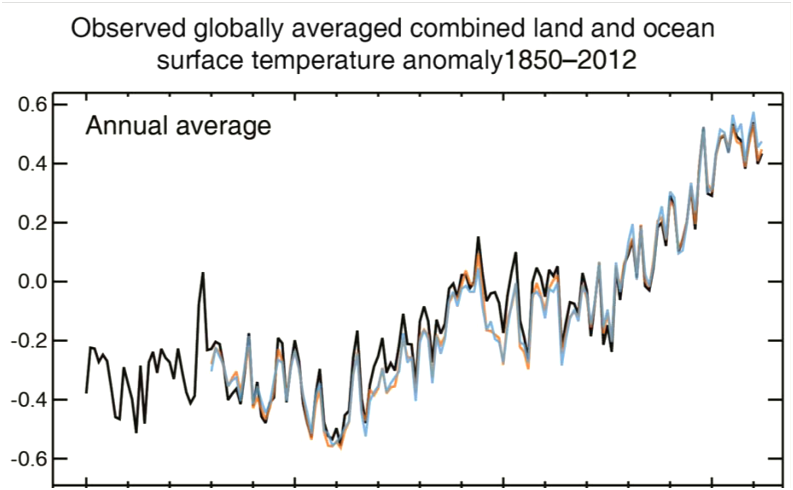 Observed globally averaged combined land and ocean
surface temperature anomaly1850–2012
Annual average
0.6
0.4
0.2
0.0
-0.2
-0.4
-0.6